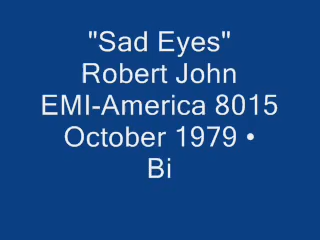 "Sad Eyes"
Robert John
EMI-America 8015
October 1979 •
Bi